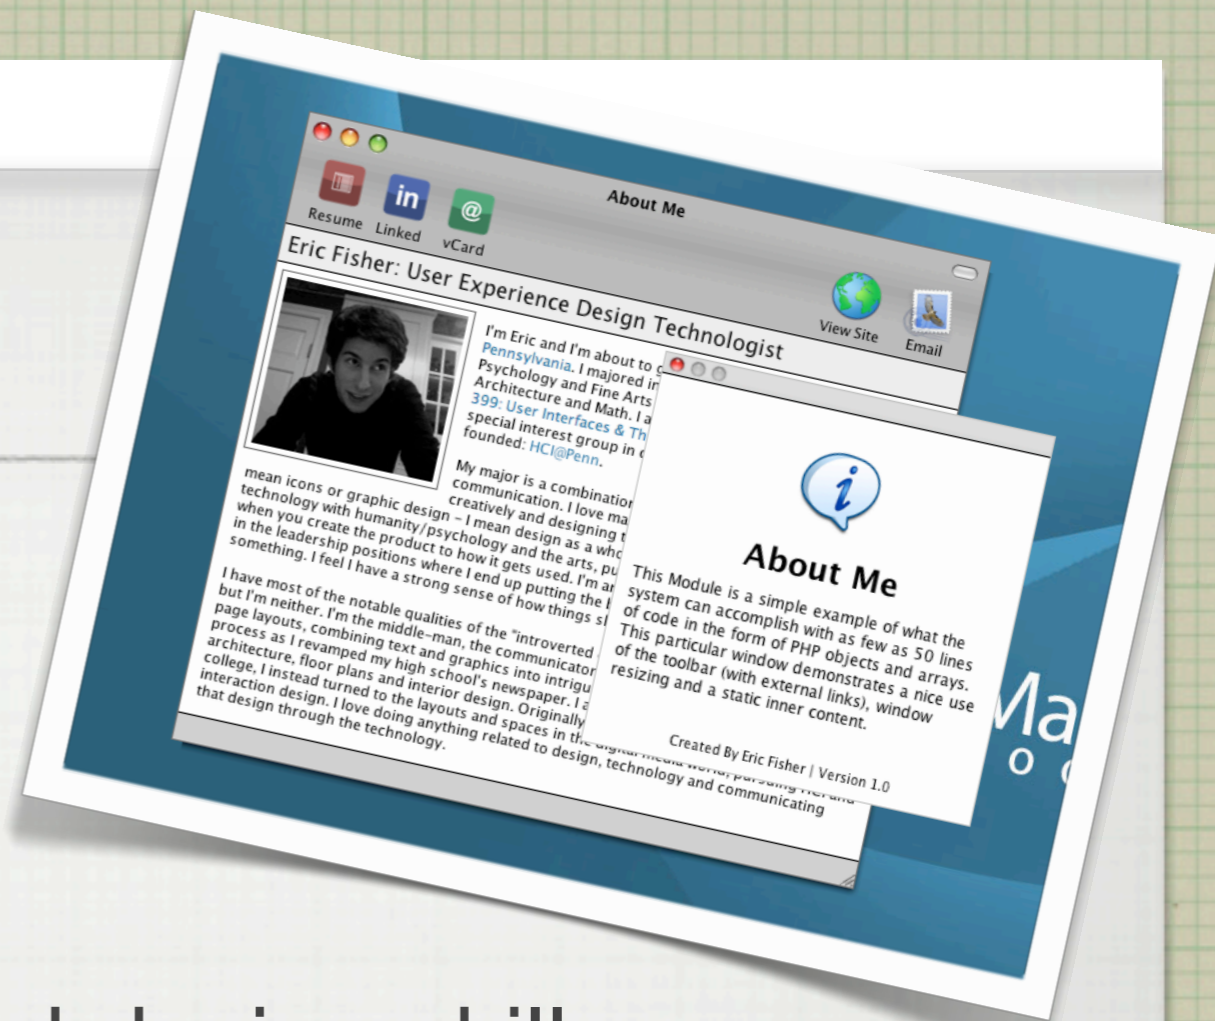 About Me
Resume
Linked
in
@
vCard
View Site
Email
Eric Fisher: User Experience Design Technologist
I'm Eric and I'm about to
Pennsylvania. I majored in
Psychology and Fine Arts
Architecture and Math. I
399: User Interfaces & Th
special interest group in
founded: HCI@Penn.
My major is a combination
communication. I love ma
creatively and designing
mean icons or graphic design – I mean design as a who
technology with humanity/psychology and the arts, pu
when you create the product to how it gets used. I'm
in the leadership positions where I end up putting the
something. I feel I have a strong sense of how things
I have most of the notable qualities of the "introverted
but I'm neither. I'm the middle-man, the communicator
page layouts, combining text and graphics into intrigu
process as I revamped my high school's newspaper. I
architecture, floor plans and interior design. Originally
college, I instead turned to the layouts and spaces in the digital media world, pursuing HCI and
interaction design. I love doing anything related to design, technology and communicating
that design through the technology.
i
About Me
This Module is a simple example of what the
system can accomplish with as few as 50 lines
of code in the form of PHP objects and arrays.
This particular window demonstrates a nice use
of the toolbar (with external links), window
resizing and a static inner content.
Created By Eric Fisher | Version 1.0
Ma
o